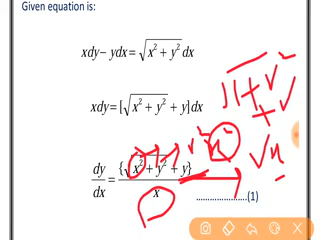 Given equation is:
xdy − ydx = √(x² + y²) dx
xdy = [√(x² + y²) + y]dx
dy/dx = {√(x² + y²) + y}/x ....................(1)